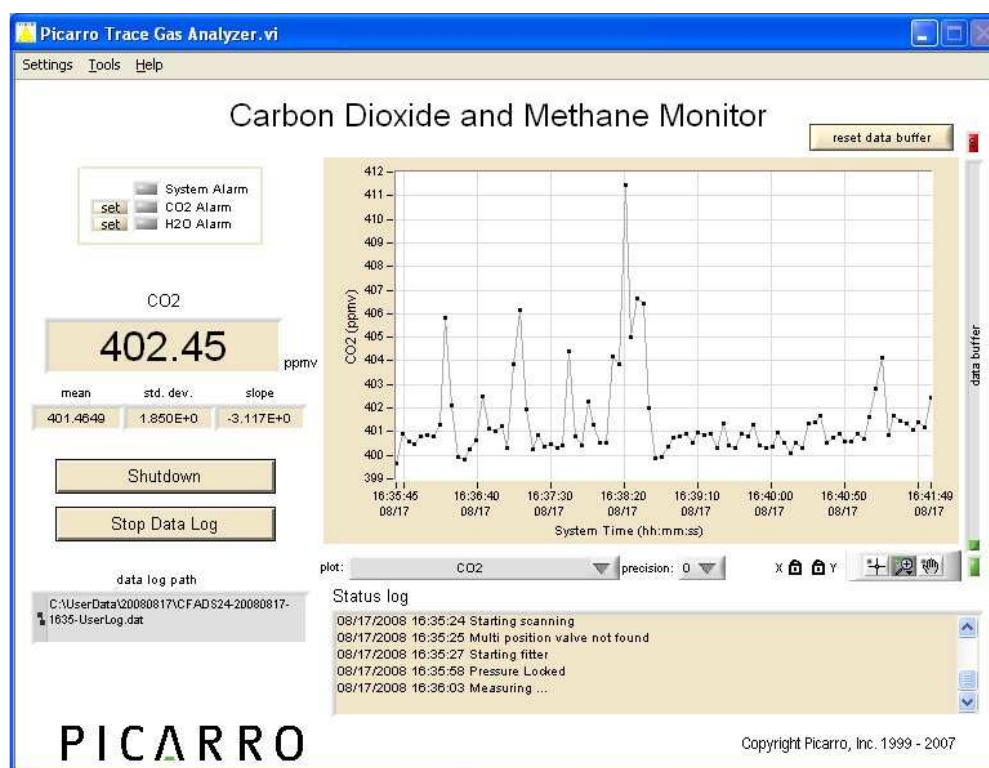 Picarro Trace Gas Analyzer.vi
Settings Tools Help
Carbon Dioxide and Methane Monitor
reset data buffer
System Alarm
set CO2 Alarm
set H2O Alarm
CO2
402.45 ppmv
mean std. dev. slope
401.4649 1.850E+0 -3.117E+0
Shutdown
Stop Data Log
data log path
C:\UserData\20080817\CFADS24-20080817-
1635-UserLog.dat
CO2 (ppmv)
412
411
410
409
408
407
406
405
404
403
402
401
400
399
16:35:45 16:36:40 16:37:30 16:38:20 16:39:10 16:40:00 16:40:50 16:41:49
08/17 08/17 08/17 08/17 08/17 08/17 08/17 08/17
System Time (hh:mm:ss)
data buffer
plot: CO2 precision: 0 X Y
Status log
08/17/2008 16:35:24 Starting scanning
08/17/2008 16:35:25 Multi position valve not found
08/17/2008 16:35:27 Starting fitter
08/17/2008 16:35:58 Pressure Locked
08/17/2008 16:36:03 Measuring ...
PICARRO
Copyright Picarro, Inc. 1999 - 2007